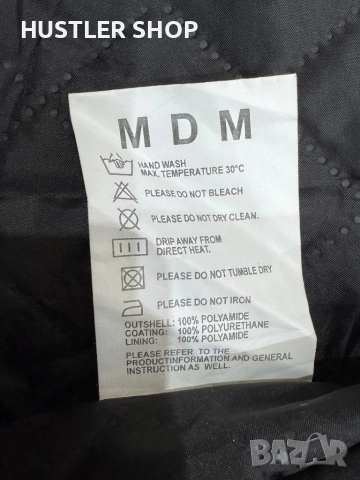 HUSTLER SHOP
M D M
HAND WASH
MAX. TEMPERATURE 30°C
PLEASE DO NOT BLEACH
PLEASE DO NOT DRY CLEAN.
DRIP AWAY FROM
DIRECT HEAT.
PLEASE DO NOT TUMBLE DRY
PLEASE DO NOT IRON
OUTSHELL: 100% POLYAMIDE
COATING: 100% POLYURETHANE
LINING: 100% POLYAMIDE
PLEASE REFER TO THE
PRODUCTINFORMATION AND GENERAL
INSTRUCTION AS WELL.
BAZAR